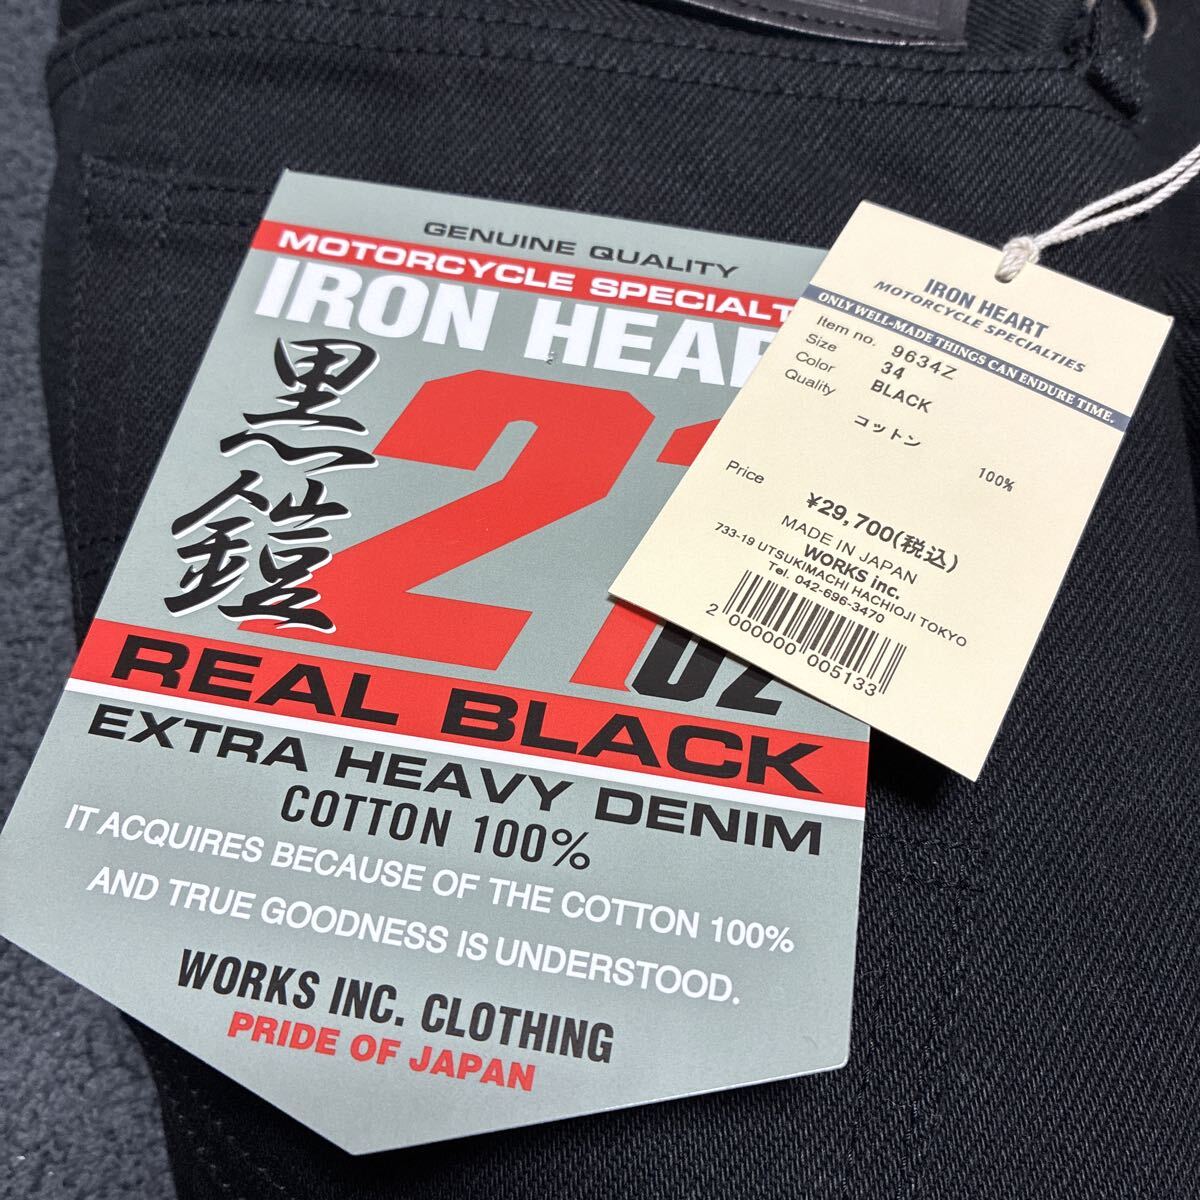 GENUINE QUALITY
MOTORCYCLE SPECIALT
IRON HEAR
黒鎧
21oz
REAL BLACK
EXTRA HEAVY DENIM
COTTON 100%
IT ACQUIRES BECAUSE OF THE COTTON 100%
AND TRUE GOODNESS IS UNDERSTOOD.
WORKS INC. CLOTHING
PRIDE OF JAPAN
IRON HEART
MOTORCYCLE SPECIALTIES
ONLY WELL-MADE THINGS CAN ENDURE TIME.
Item no. 9634Z
Size 34
Color BLACK
Quality
コットン 100%
Price
¥29,700(税込)
MADE IN JAPAN
WORKS inc.
733-19 UTSUKIMACHI HACHIOJI TOKYO
Tel. 042-696-3470
2 000000 005133